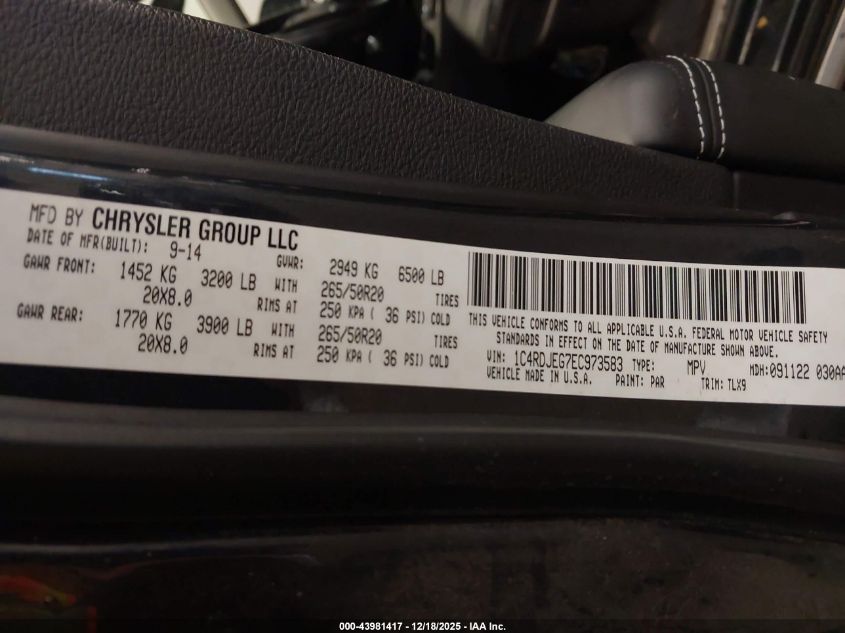 MFD BY CHRYSLER GROUP LLC
DATE OF MFR(BUILT): 9-14 GVWR: 2949 KG 6500 LB
GAWR FRONT: 1452 KG 3200 LB WITH 265/50R20 TIRES
20X8.0 RIMS AT 250 KPA ( 36 PSI) COLD
GAWR REAR: 1770 KG 3900 LB WITH 265/50R20 TIRES
20X8.0 RIMS AT 250 KPA ( 36 PSI) COLD
THIS VEHICLE CONFORMS TO ALL APPLICABLE U.S.A. FEDERAL MOTOR VEHICLE SAFETY
STANDARDS IN EFFECT ON THE DATE OF MANUFACTURE SHOWN ABOVE.
VIN: 1C4RDJEG7EC973583 TYPE: MPV MDH:091122 030AA
VEHICLE MADE IN U.S.A. PAINT: PAR TRIM: TLX9
000-43981417 - 12/18/2025 - IAA Inc.